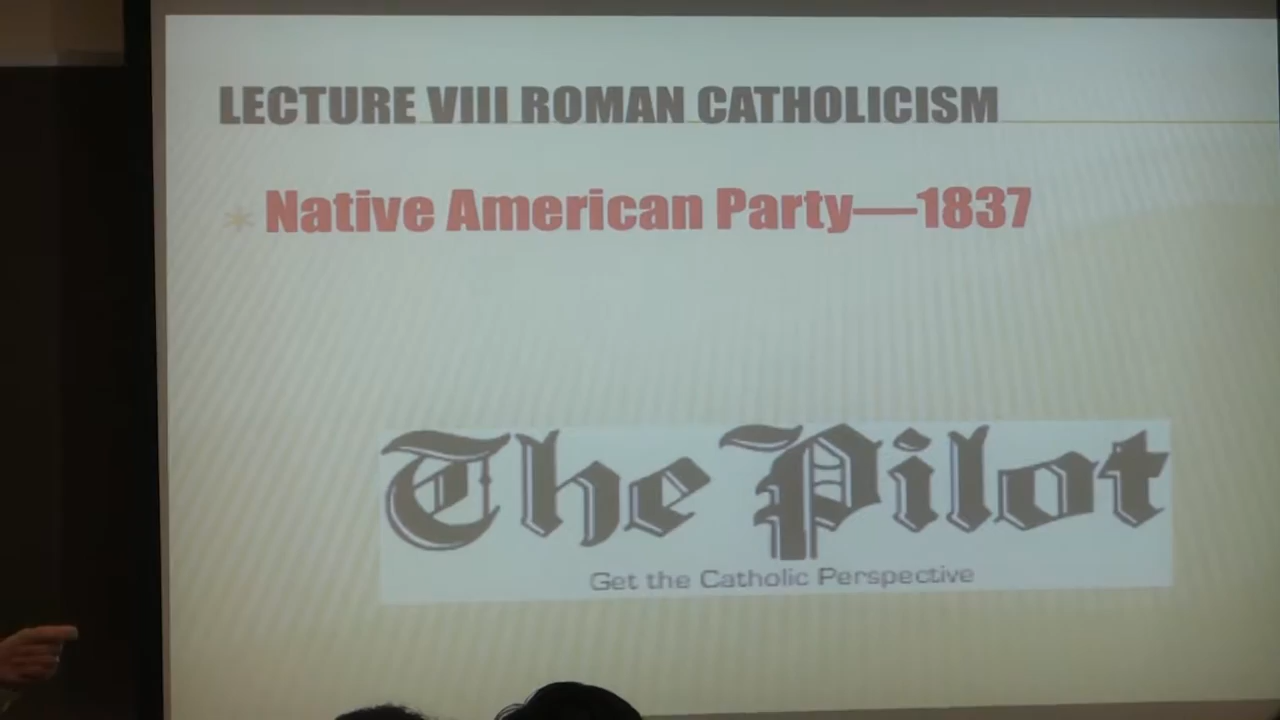 LECTURE VIII ROMAN CATHOLICISM
Native American Party—1837
The Pilot
Get the Catholic Perspective